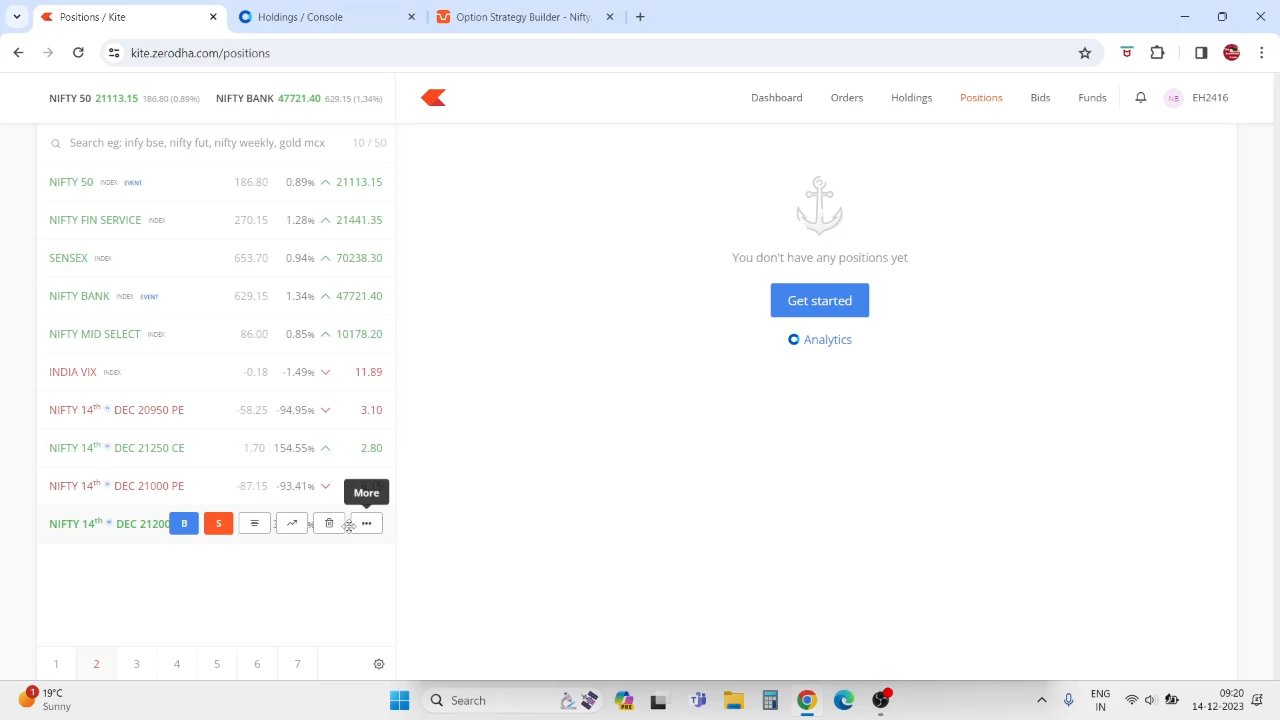 Positions / Kite
Holdings / Console
Option Strategy Builder - Nifty,
kite.zerodha.com/positions
NIFTY 50 21113.15 186.80 (0.89%) NIFTY BANK 47721.40 629.15 (1.34%)
Dashboard Orders Holdings Positions Bids Funds NB EH2416
Search eg: infy bse, nifty fut, nifty weekly, gold mcx 10 / 50
NIFTY 50 INDEX EVENT 186.80 0.89% 21113.15
NIFTY FIN SERVICE INDEX 270.15 1.28% 21441.35
SENSEX INDEX 653.70 0.94% 70238.30
NIFTY BANK INDEX EVENT 629.15 1.34% 47721.40
NIFTY MID SELECT INDEX 86.00 0.85% 10178.20
INDIA VIX INDEX -0.18 -1.49% 11.89
NIFTY 14th w DEC 20950 PE -58.25 -94.95% 3.10
NIFTY 14th w DEC 21250 CE 1.70 154.55% 2.80
NIFTY 14th w DEC 21000 PE -87.15 -93.41%
More
NIFTY 14th w DEC 21200 B S
You don't have any positions yet
Get started
Analytics
1 2 3 4 5 6 7
1
19°C
Sunny
Search
PRE
ENG
IN
09:20
14-12-2023